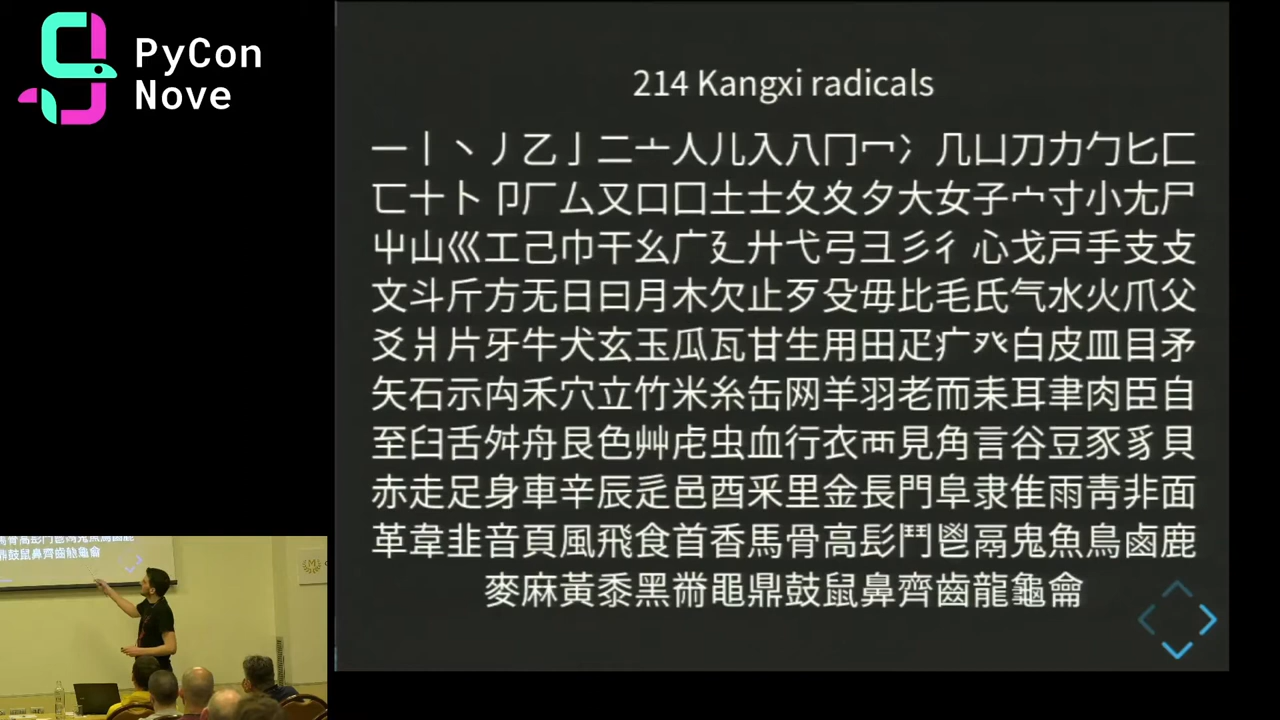 PyCon
Nove
214 Kangxi radicals
一丨丶丿乙亅二亠人儿入八冂冖冫几凵刀力勹匕匚
匸十卜卩厂厶又口囗土士夂夊夕大女子宀寸小尢尸
屮山巛工己巾干幺广廴廾弋弓彐彡彳心戈戸手支攴
文斗斤方无日曰月木欠止歹殳毋比毛氏气水火爪父
爻爿片牙牛犬玄玉瓜瓦甘生用田疋疒癶白皮皿目矛
矢石示禸禾穴立竹米糸缶网羊羽老而耒耳聿肉臣自
至臼舌舛舟艮色艸虍虫血行衣襾見角言谷豆豕豸貝
赤走足身車辛辰辵邑酉釆里金長門阜隶隹雨靑非面
革韋韭音頁風飛食首香馬骨高髟鬥鬯鬲鬼魚鳥鹵鹿
麥麻黃黍黑黹黽鼎鼓鼠鼻齊齒龍龜龠